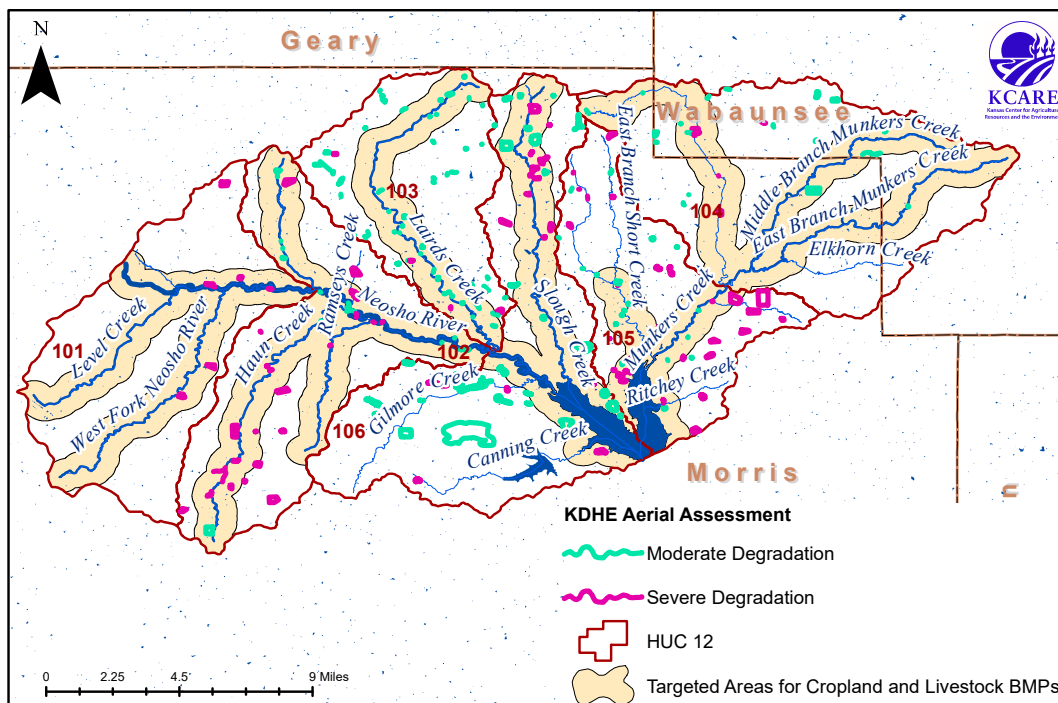 N
Geary
KCARE
Kansas Center for Agricultural
Resources and the Environment
Wabaunsee
Middle Branch Munkers Creek
East Branch Munkers Creek
East Branch Short Creek
103
104
Elkhorn Creek
Lairds Creek
Ramseys Creek
Neosho River
Slough Creek
Munkers Creek
Level Creek
Haun Creek
101
102
105
West Fork Neosho River
Ritchey Creek
Gilmore Creek
106
Canning Creek
Morris
KDHE Aerial Assessment
Moderate Degradation
Severe Degradation
HUC 12
Targeted Areas for Cropland and Livestock BMPs
0 2.25 4.5 9 Miles